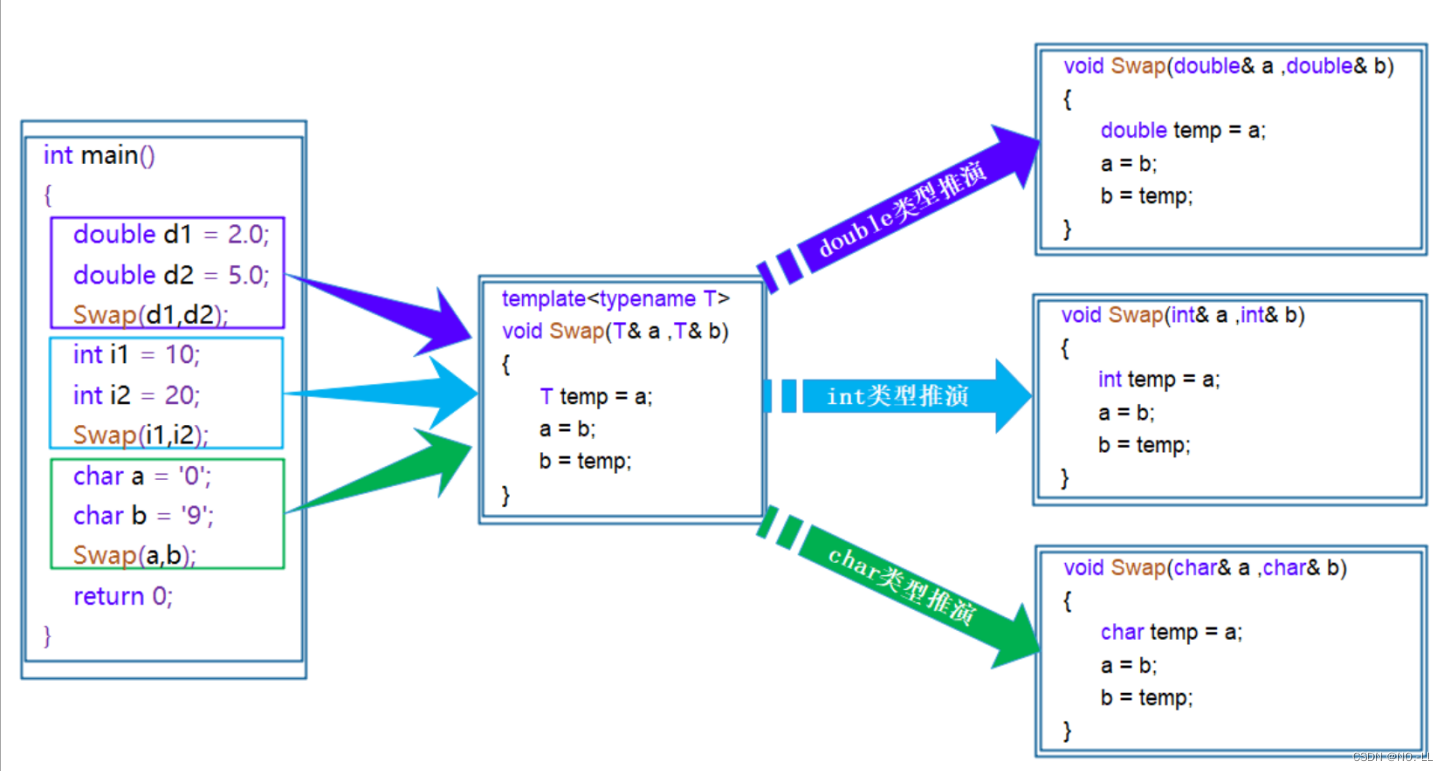 int main()
{
double d1 = 2.0;
double d2 = 5.0;
Swap(d1,d2);
int i1 = 10;
int i2 = 20;
Swap(i1,i2);
char a = '0';
char b = '9';
Swap(a,b);
return 0;
}
template<typename T>
void Swap(T& a ,T& b)
{
T temp = a;
a = b;
b = temp;
}
double类型推演
int类型推演
char类型推演
void Swap(double& a ,double& b)
{
double temp = a;
a = b;
b = temp;
}
void Swap(int& a ,int& b)
{
int temp = a;
a = b;
b = temp;
}
void Swap(char& a ,char& b)
{
char temp = a;
a = b;
b = temp;
}
CSDN @NO.-LL